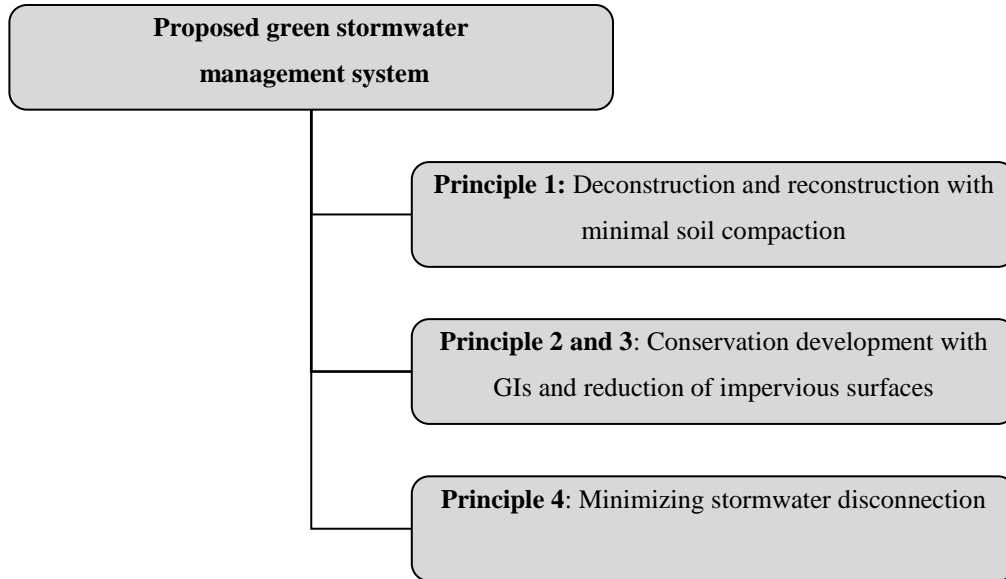 Proposed green stormwater
management system
Principle 1: Deconstruction and reconstruction with
minimal soil compaction
Principle 2 and 3: Conservation development with
GIs and reduction of impervious surfaces
Principle 4: Minimizing stormwater disconnection